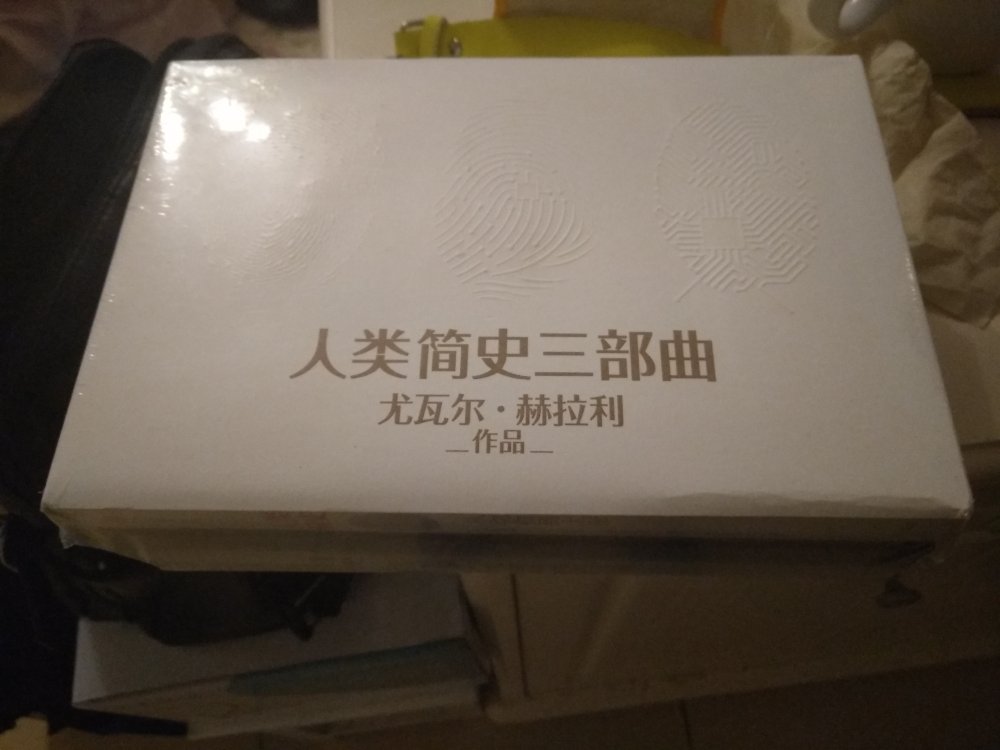 人类简史三部曲
尤瓦尔·赫拉利
作品